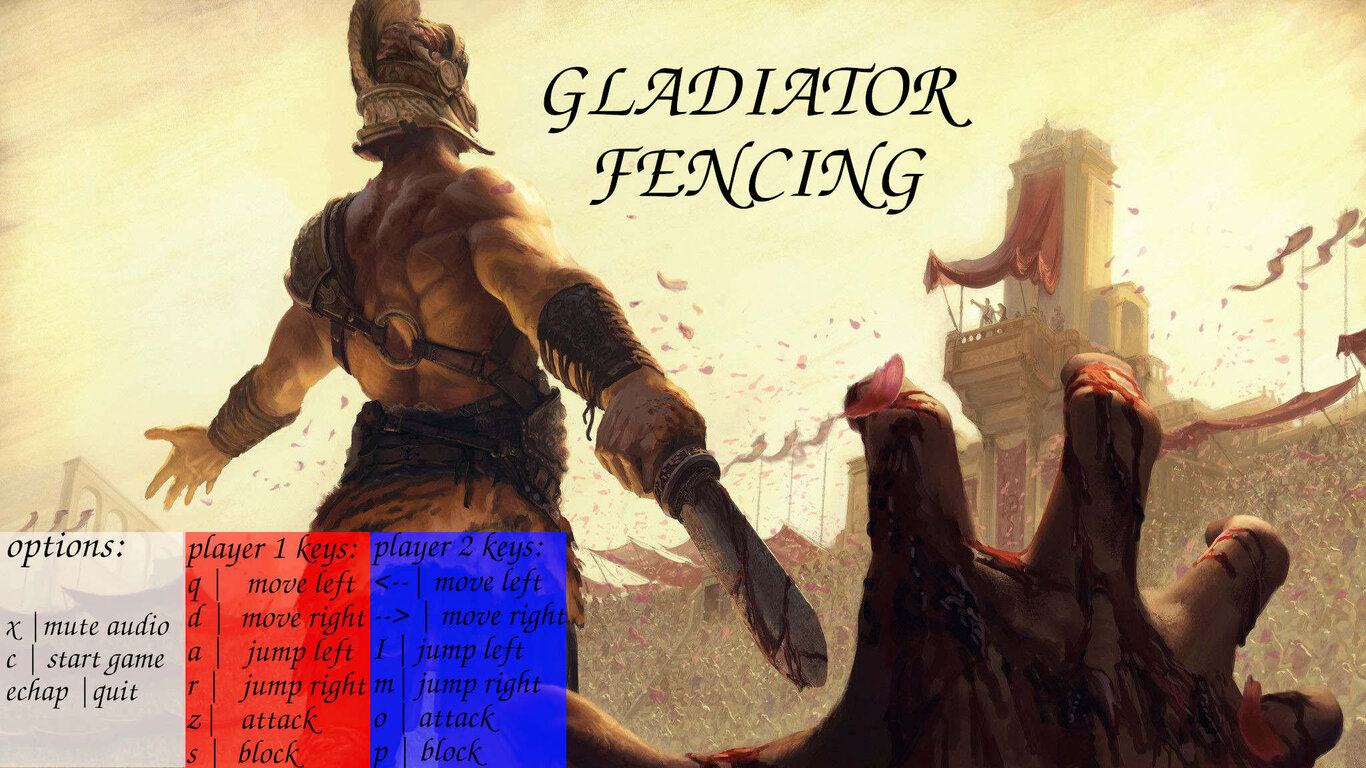 GLADIATOR
FENCING
options:
x | mute audio
c | start game
echap | quit
player 1 keys:
q | move left
d | move right
a | jump left
r | jump right
z | attack
s | block
player 2 keys:
<-- | move left
--> | move right
I | jump left
m | jump right
o | attack
p | block